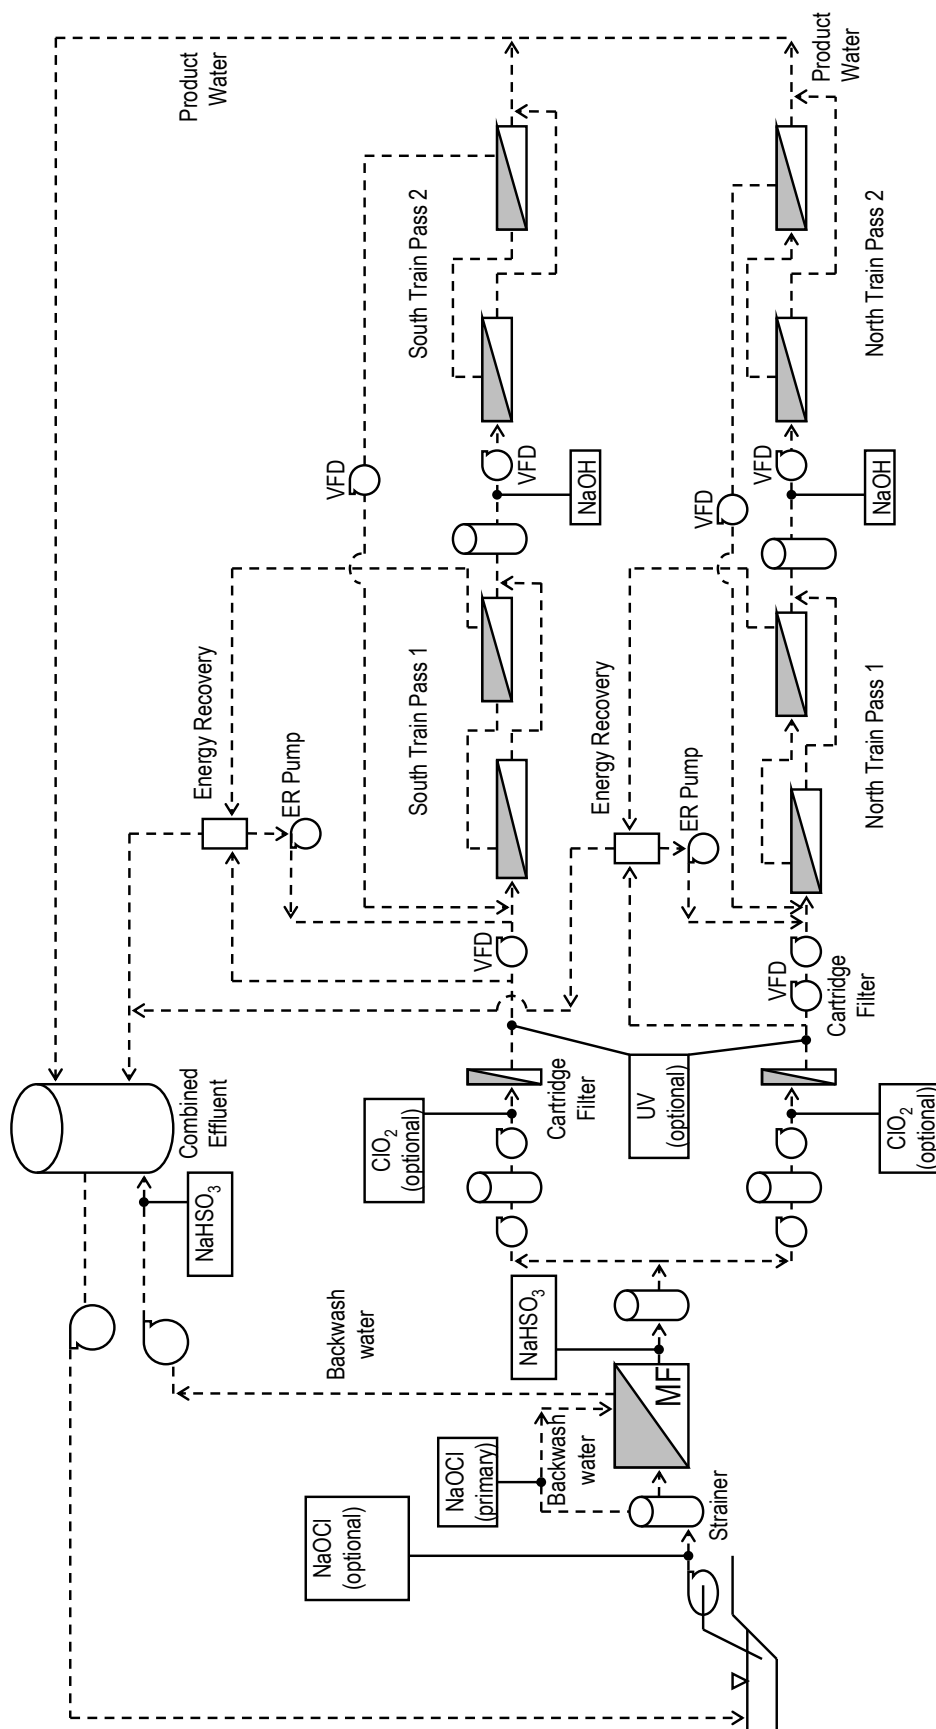 Product
Water
Product
Water
South Train Pass 2
North Train Pass 2
VFD
VFD
NaOH
VFD
VFD
NaOH
Energy Recovery
ER Pump
South Train Pass 1
Energy Recovery
ER Pump
North Train Pass 1
VFD
VFD
Cartridge
Filter
Combined
Effluent
NaHSO3
ClO2
(optional)
Cartridge
Filter
UV
(optional)
ClO2
(optional)
Backwash
water
NaHSO3
MF
NaOCl
(primary)
Backwash
water
NaOCl
(optional)
Strainer